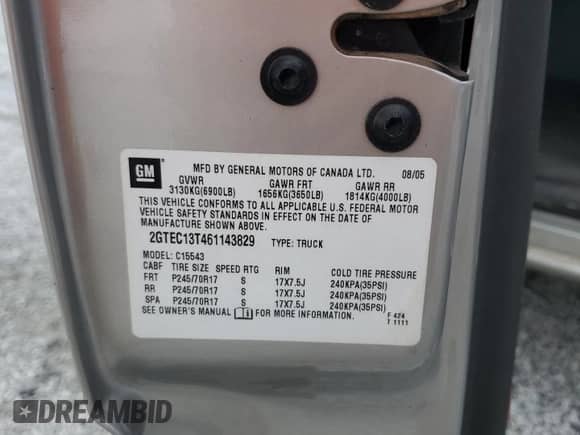 GM
MFD BY GENERAL MOTORS OF CANADA LTD. 08/05
GVWR GAWR FRT GAWR RR
3130KG(6900LB) 1656KG(3650LB) 1814KG(4000LB)
THIS VEHICLE CONFORMS TO ALL APPLICABLE U.S. FEDERAL MOTOR
VEHICLE SAFETY STANDARDS IN EFFECT ON THE DATE OF
MANUFACTURE SHOWN ABOVE.
2GTEC13T461143829 TYPE: TRUCK
MODEL: C15543
CABF TIRE SIZE SPEED RTG RIM COLD TIRE PRESSURE
FRT P245/70R17 S 17X7.5J 240KPA(35PSI)
RR P245/70R17 S 17X7.5J 240KPA(35PSI)
SPA P245/70R17 S 17X7.5J 240KPA(35PSI)
SEE OWNER'S MANUAL FOR MORE INFORMATION. F 424
T 1111
DREAMBID